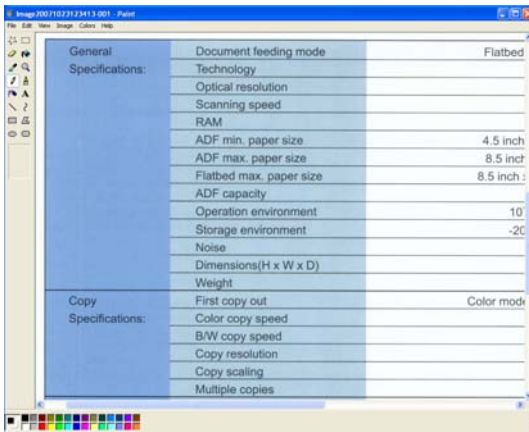 Image20071023123413-001 - Paint
File Edit View Image Colors Help
General Document feeding mode Flatbed
Specifications: Technology
Optical resolution
Scanning speed
RAM
ADF min. paper size 4.5 inch
ADF max. paper size 8.5 inch
Flatbed max. paper size 8.5 inch
ADF capacity
Operation environment 10
Storage environment -20
Noise
Dimensions(H x W x D)
Weight
Copy First copy out Color mode
Specifications: Color copy speed
B/W copy speed
Copy resolution
Copy scaling
Multiple copies